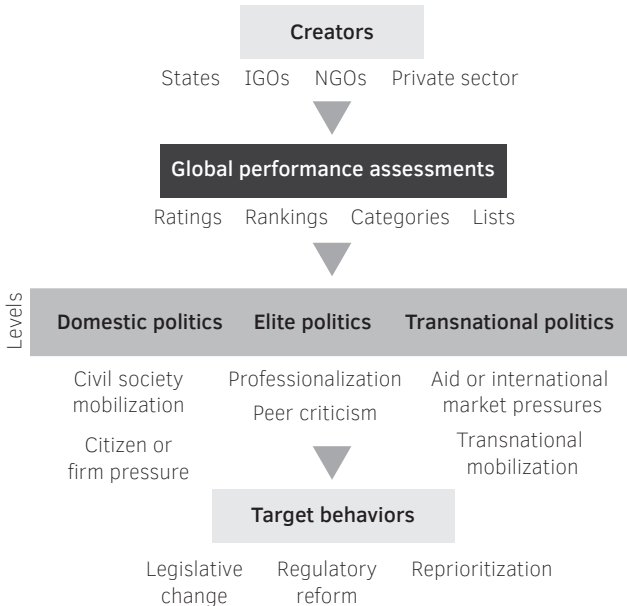 Creators
States IGOs NGOs Private sector
Global performance assessments
Ratings Rankings Categories Lists
Levels
Domestic politics Elite politics Transnational politics
Civil society
mobilization
Citizen or
firm pressure
Professionalization
Peer criticism
Aid or international
market pressures
Transnational
mobilization
Target behaviors
Legislative
change
Regulatory
reform
Reprioritization